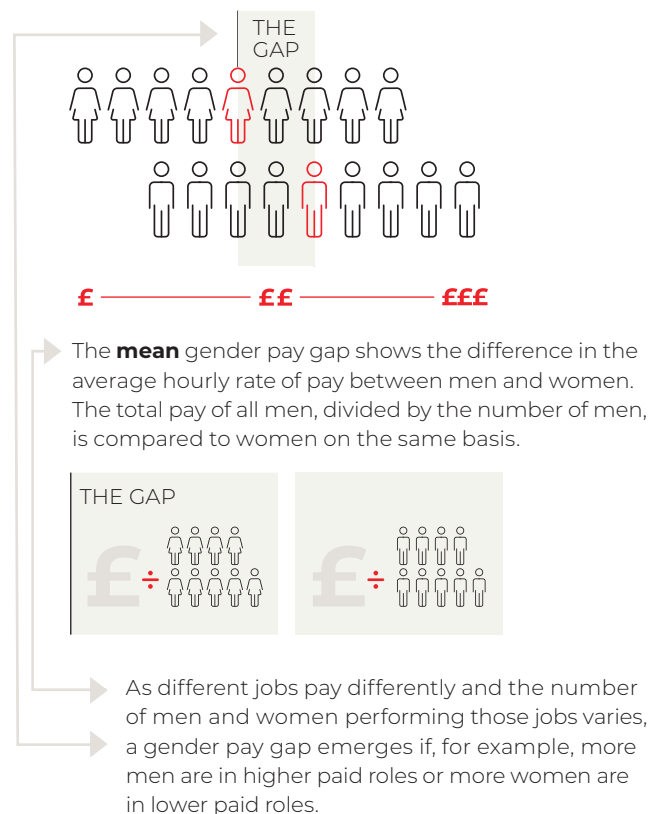 THE
GAP
£ ££ £££
The mean gender pay gap shows the difference in the
average hourly rate of pay between men and women.
The total pay of all men, divided by the number of men,
is compared to women on the same basis.
THE GAP
£ ÷ £ ÷
As different jobs pay differently and the number
of men and women performing those jobs varies,
a gender pay gap emerges if, for example, more
men are in higher paid roles or more women are
in lower paid roles.